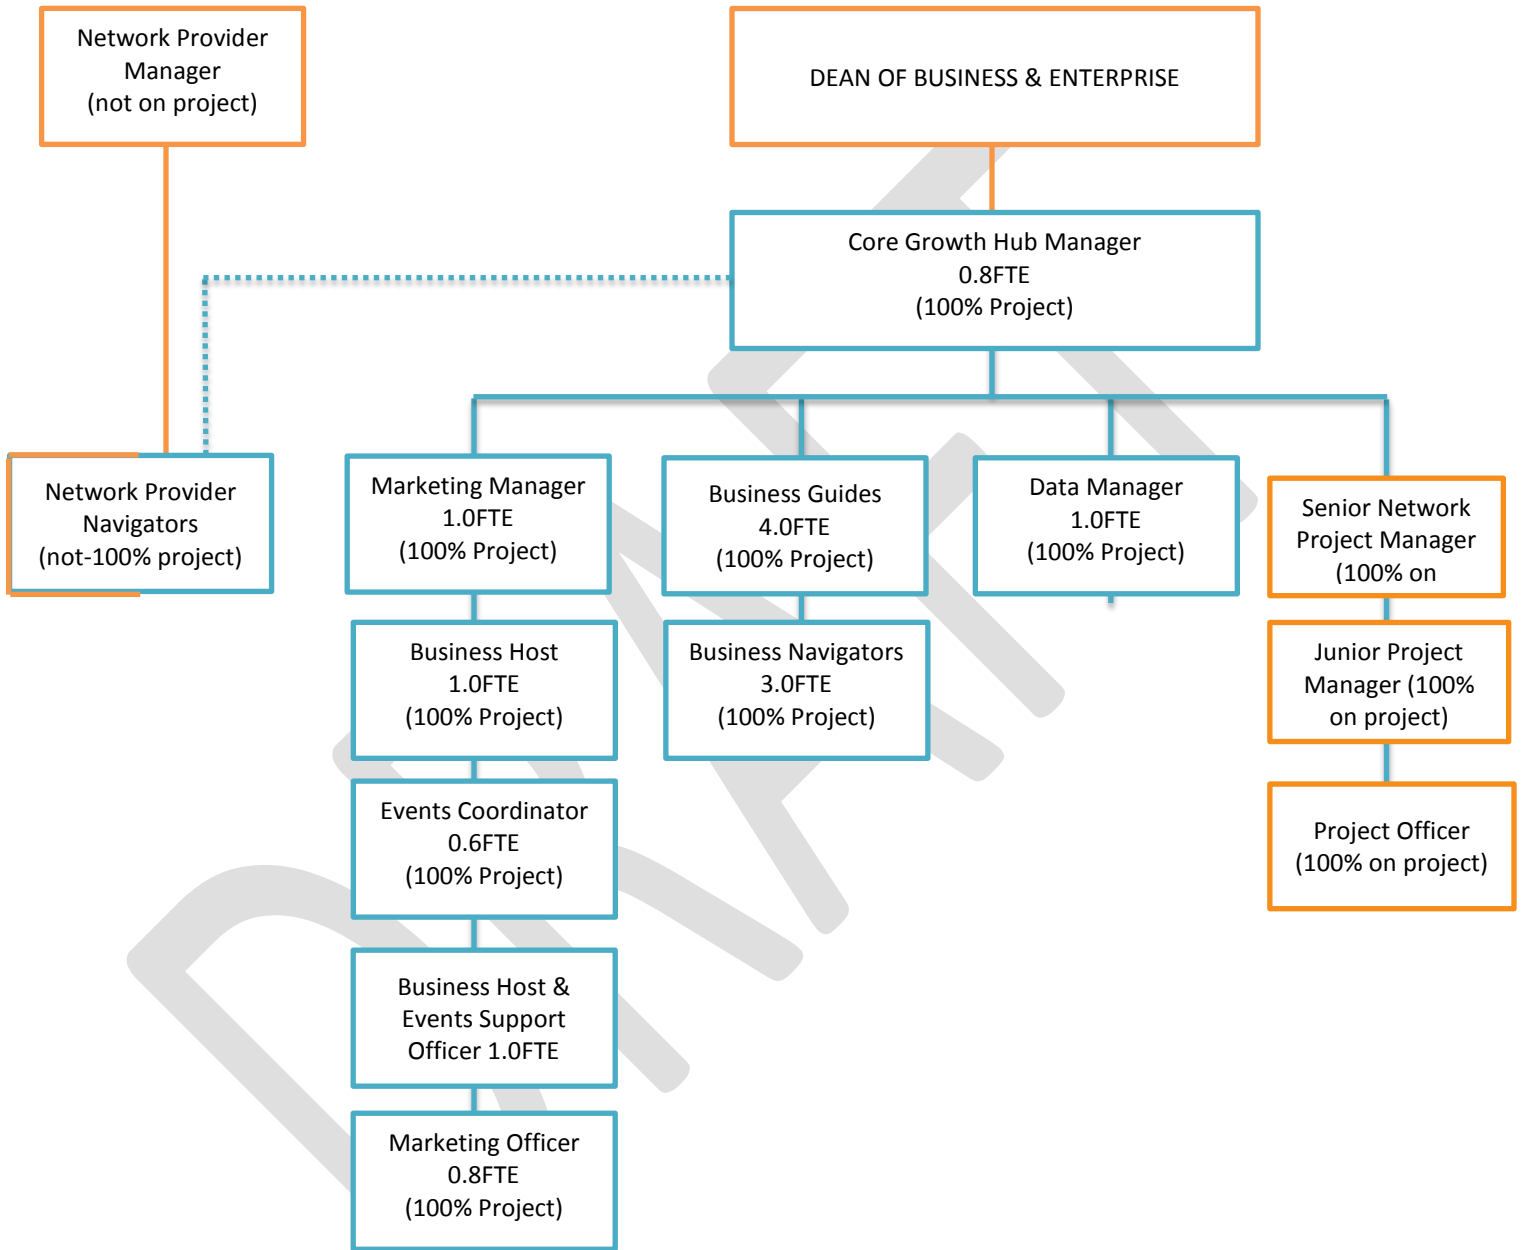 Network Provider
Manager
(not on project)
DEAN OF BUSINESS & ENTERPRISE
Core Growth Hub Manager
0.8FTE
(100% Project)
Network Provider
Navigators
(not-100% project)
Marketing Manager
1.0FTE
(100% Project)
Business Guides
4.0FTE
(100% Project)
Data Manager
1.0FTE
(100% Project)
Senior Network
Project Manager
(100% on
Business Host
1.0FTE
(100% Project)
Business Navigators
3.0FTE
(100% Project)
Junior Project
Manager (100%
on project)
Events Coordinator
0.6FTE
(100% Project)
Project Officer
(100% on project)
Business Host &
Events Support
Officer 1.0FTE
Marketing Officer
0.8FTE
(100% Project)
DRAFT